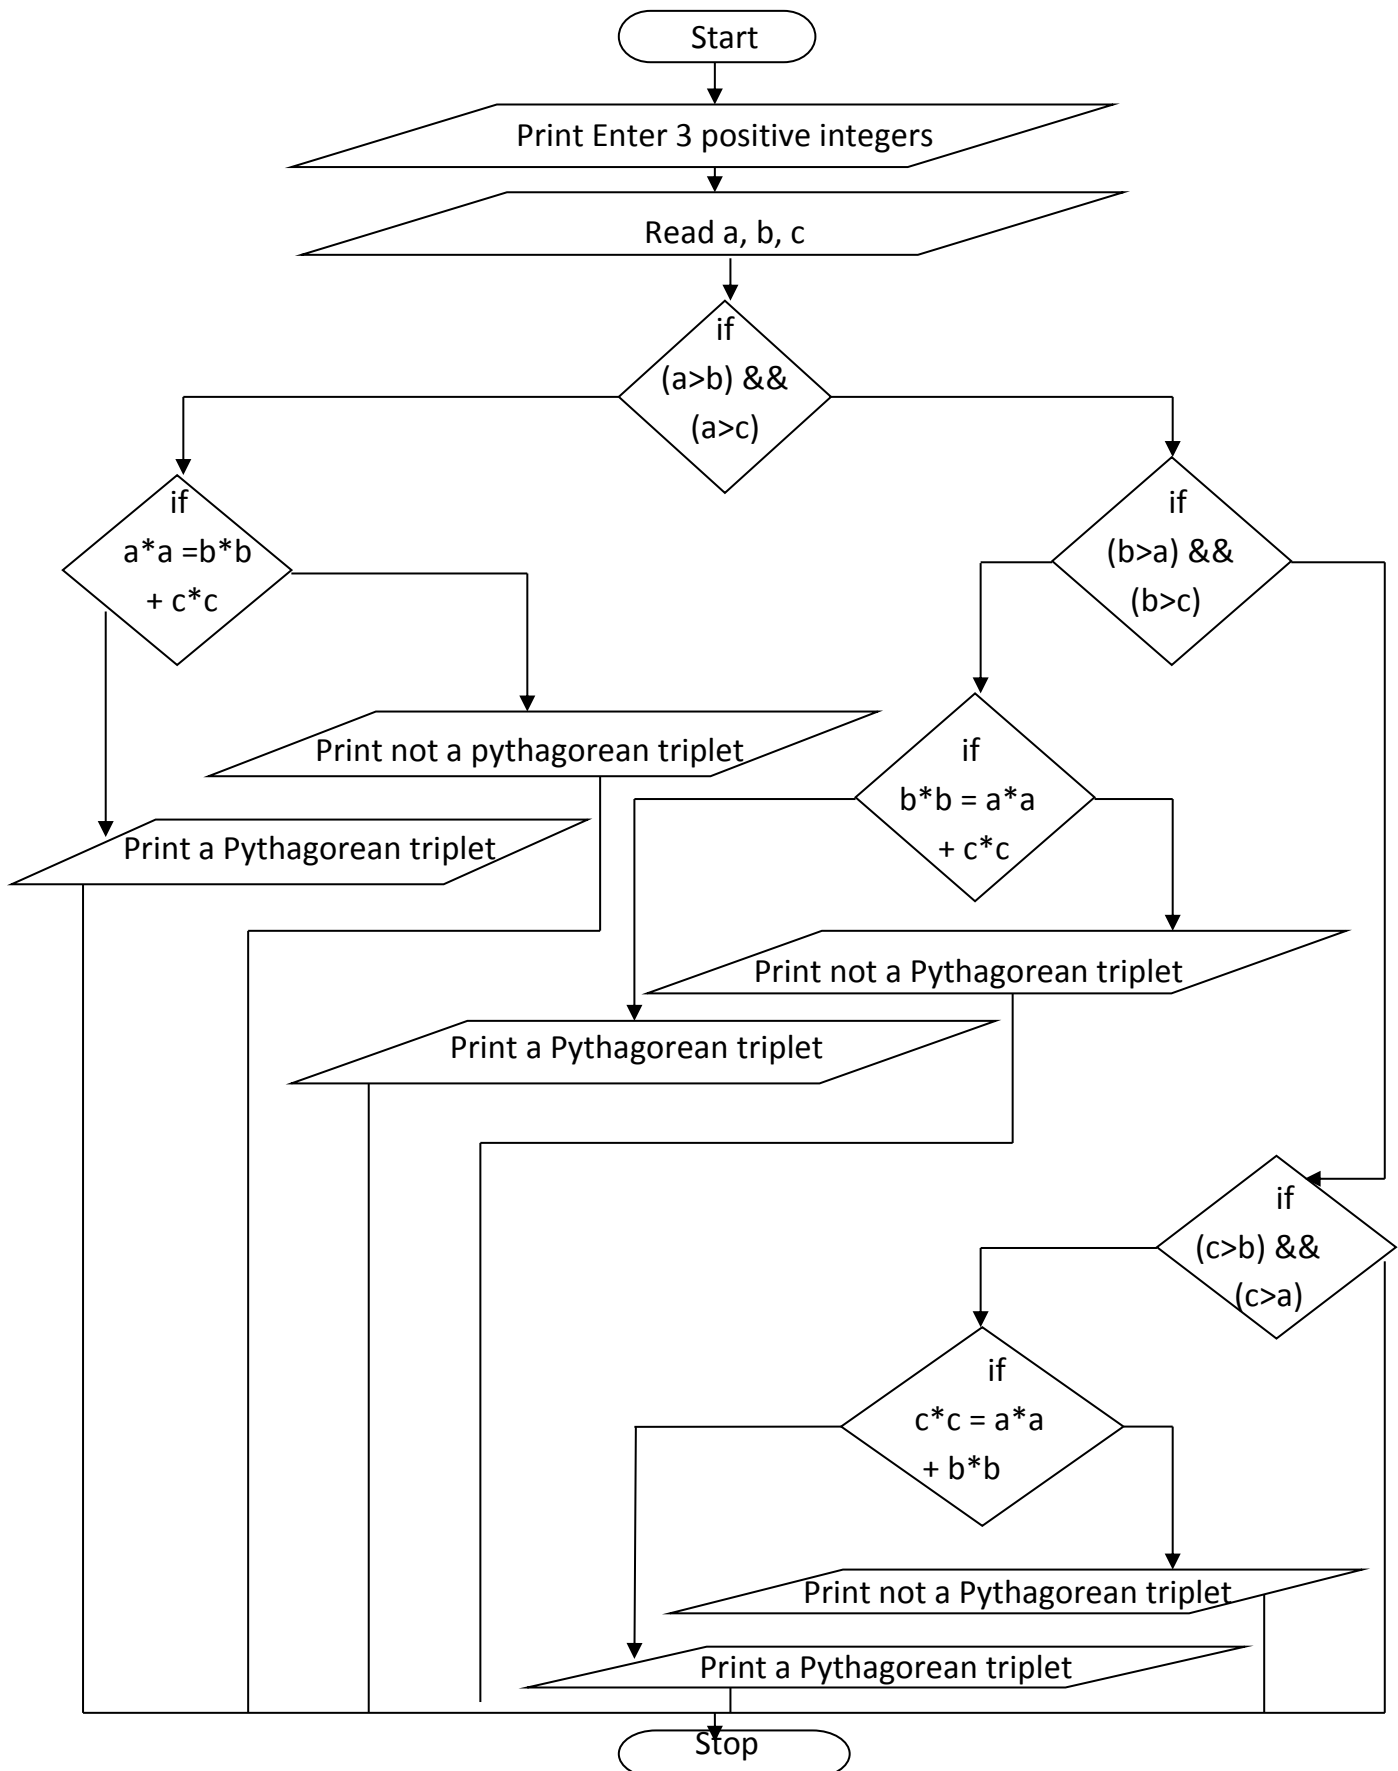 Start
Print Enter 3 positive integers
Read a, b, c
if
(a>b) &&
(a>c)
if
a*a =b*b
+ c*c
if
(b>a) &&
(b>c)
Print not a pythagorean triplet
if
b*b = a*a
+ c*c
Print a Pythagorean triplet
Print not a Pythagorean triplet
Print a Pythagorean triplet
if
(c>b) &&
(c>a)
if
c*c = a*a
+ b*b
Print not a Pythagorean triplet
Print a Pythagorean triplet
Stop